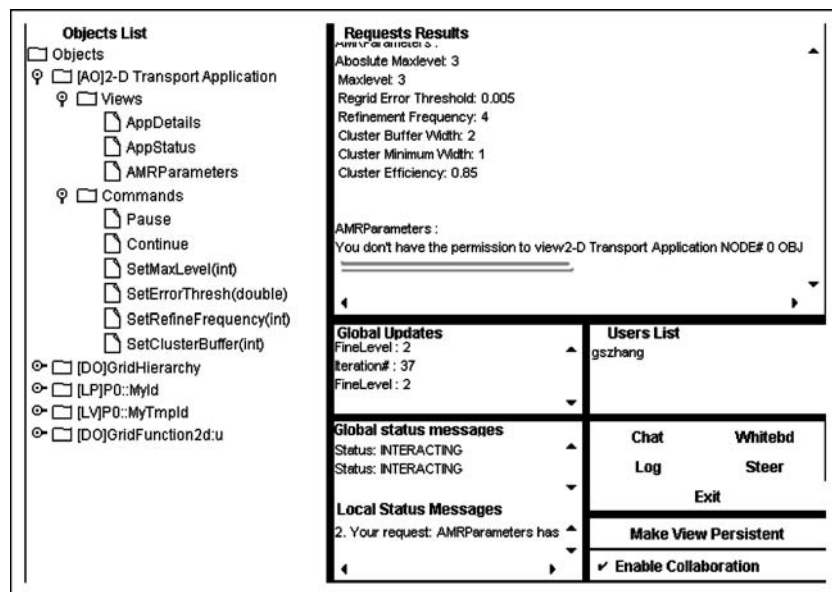 Objects List
Objects
[AO]2-D Transport Application
Views
AppDetails
AppStatus
AMRParameters
Commands
Pause
Continue
SetMaxLevel(int)
SetErrorThresh(double)
SetRefineFrequency(int)
SetClusterBuffer(int)
[DO]GridHierarchy
[LP]P0::MyId
[LV]P0::MyTmpId
[DO]GridFunction2d:u
Requests Results
AMRParameters :
Aboslute Maxlevel: 3
Maxlevel: 3
Regrid Error Threshold: 0.005
Refinement Frequency: 4
Cluster Buffer Width: 2
Cluster Minimum Width: 1
Cluster Efficiency: 0.85
AMRParameters :
You don't have the permission to view2-D Transport Application NODE# 0 OBJ
Global Updates
FineLevel : 2
Iteration# : 37
FineLevel : 2
Users List
gszhang
Global status messages
Status: INTERACTING
Status: INTERACTING
Local Status Messages
2. Your request: AMRParameters has
Chat Whitebd
Log Steer
Exit
Make View Persistent
✔ Enable Collaboration